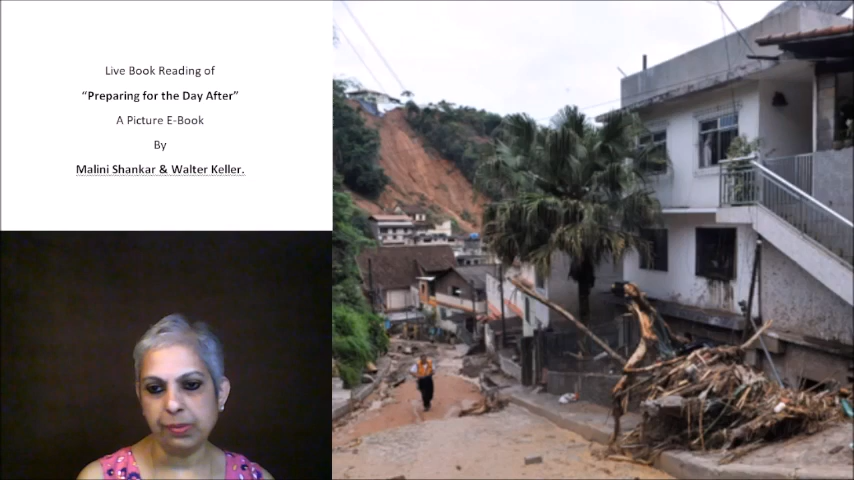 Live Book Reading of
“Preparing for the Day After”
A Picture E-Book
By
Malini Shankar & Walter Keller.